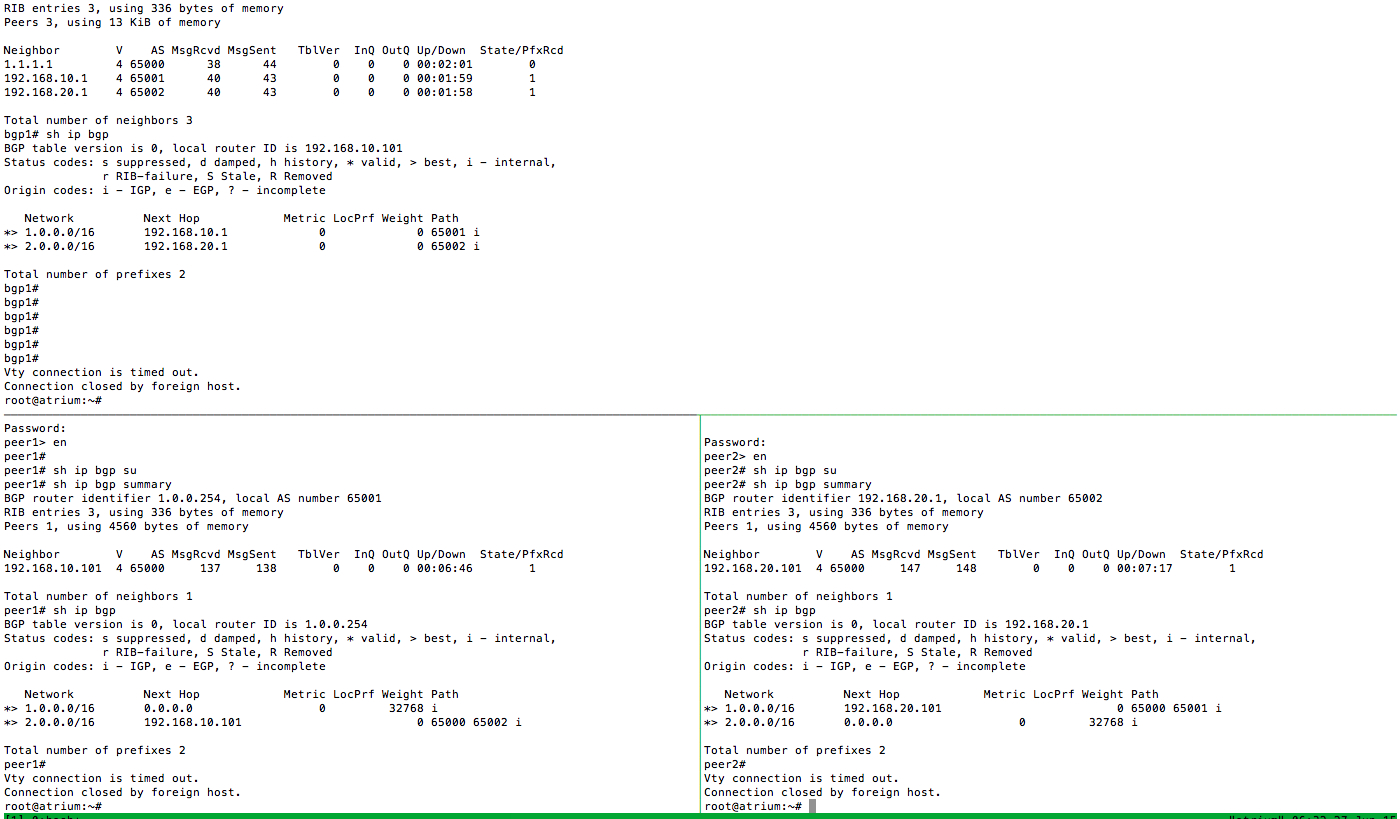 RIB entries 3, using 336 bytes of memory
Peers 3, using 13 KiB of memory
Neighbor        V    AS MsgRcvd MsgSent   TblVer  InQ OutQ Up/Down  State/PfxRcd
1.1.1.1         4 65000      38      44        0    0    0 00:02:01        0
192.168.10.1    4 65001      40      43        0    0    0 00:01:59        1
192.168.20.1    4 65002      40      43        0    0    0 00:01:58        1
Total number of neighbors 3
bgp1# sh ip bgp
BGP table version is 0, local router ID is 192.168.10.101
Status codes: s suppressed, d damped, h history, * valid, > best, i - internal,
              r RIB-failure, S Stale, R Removed
Origin codes: i - IGP, e - EGP, ? - incomplete
   Network          Next Hop            Metric LocPrf Weight Path
*> 1.0.0.0/16       192.168.10.1             0             0 65001 i
*> 2.0.0.0/16       192.168.20.1             0             0 65002 i
Total number of prefixes 2
bgp1#
bgp1#
bgp1#
bgp1#
bgp1#
bgp1#
Vty connection is timed out.
Connection closed by foreign host.
root@atrium:~#
Password:
peer1> en
peer1#
peer1# sh ip bgp su
peer1# sh ip bgp summary
BGP router identifier 1.0.0.254, local AS number 65001
RIB entries 3, using 336 bytes of memory
Peers 1, using 4560 bytes of memory
Neighbor        V    AS MsgRcvd MsgSent   TblVer  InQ OutQ Up/Down  State/PfxRcd
192.168.10.101  4 65000     137     138        0    0    0 00:06:46        1
Total number of neighbors 1
peer1# sh ip bgp
BGP table version is 0, local router ID is 1.0.0.254
Status codes: s suppressed, d damped, h history, * valid, > best, i - internal,
              r RIB-failure, S Stale, R Removed
Origin codes: i - IGP, e - EGP, ? - incomplete
   Network          Next Hop            Metric LocPrf Weight Path
*> 1.0.0.0/16       0.0.0.0                  0         32768 i
*> 2.0.0.0/16       192.168.10.101                         0 65000 65002 i
Total number of prefixes 2
peer1#
Vty connection is timed out.
Connection closed by foreign host.
root@atrium:~#
Password:
peer2> en
peer2# sh ip bgp su
peer2# sh ip bgp summary
BGP router identifier 192.168.20.1, local AS number 65002
RIB entries 3, using 336 bytes of memory
Peers 1, using 4560 bytes of memory
Neighbor        V    AS MsgRcvd MsgSent   TblVer  InQ OutQ Up/Down  State/PfxRcd
192.168.20.101  4 65000     147     148        0    0    0 00:07:17        1
Total number of neighbors 1
peer2# sh ip bgp
BGP table version is 0, local router ID is 192.168.20.1
Status codes: s suppressed, d damped, h history, * valid, > best, i - internal,
              r RIB-failure, S Stale, R Removed
Origin codes: i - IGP, e - EGP, ? - incomplete
   Network          Next Hop            Metric LocPrf Weight Path
*> 1.0.0.0/16       192.168.20.101                         0 65000 65001 i
*> 2.0.0.0/16       0.0.0.0                  0         32768 i
Total number of prefixes 2
peer2#
Vty connection is timed out.
Connection closed by foreign host.
root@atrium:~#